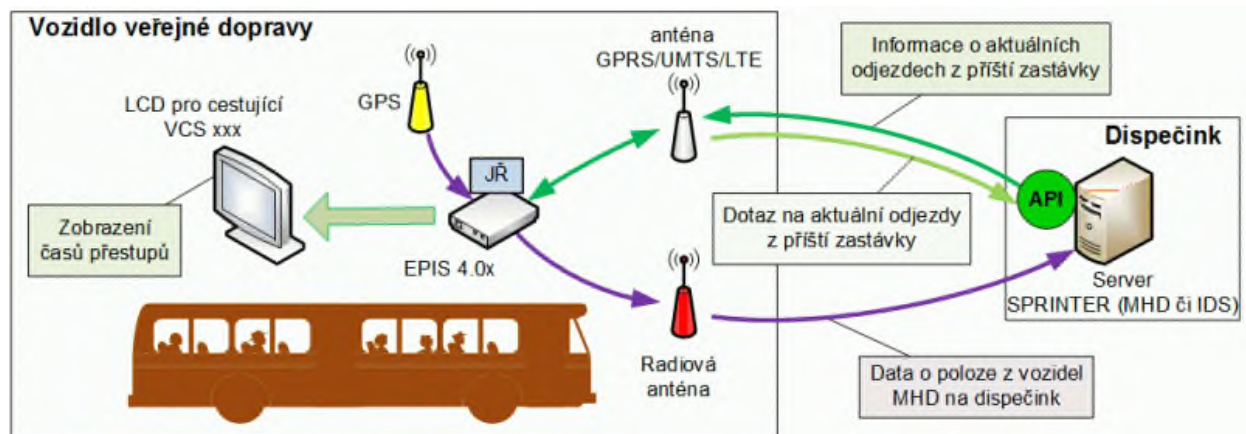 Vozidlo veřejné dopravy
anténa
GPRS/UMTS/LTE
Informace o aktuálních
odjezdech z příští zastávky
GPS
LCD pro cestující
VCS xxx
Dispečink
JŘ
API
Zobrazení
časů přestupů
Dotaz na aktuální odjezdy
z příští zastávky
EPIS 4.0x
Server
SPRINTER (MHD či IDS)
Radiová
anténa
Data o poloze z vozidel
MHD na dispečink